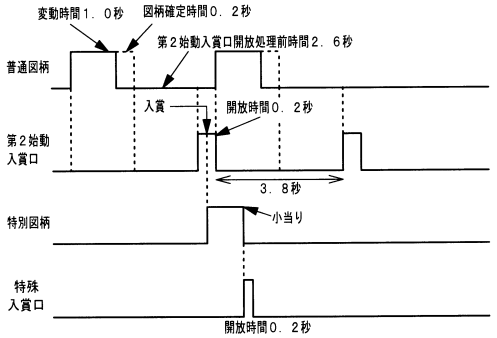 変動時間１．０秒
図柄確定時間０．２秒
第２始動入賞口開放処理前時間２．６秒
普通図柄
入賞
開放時間０．２秒
第２始動
入賞口
３．８秒
特別図柄
小当り
特殊
入賞口
開放時間０．２秒